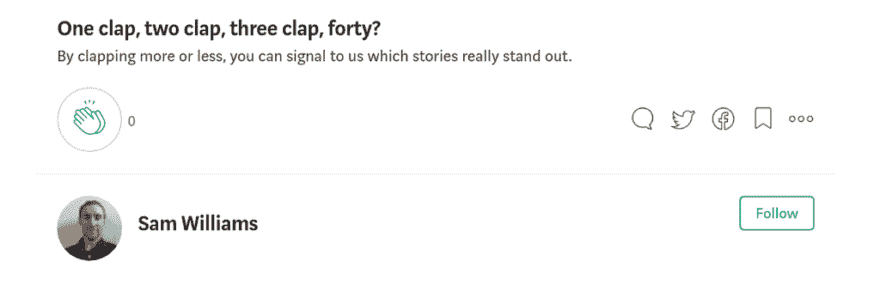 One clap, two clap, three clap, forty?
By clapping more or less, you can signal to us which stories really stand out.
0
Sam Williams
Follow